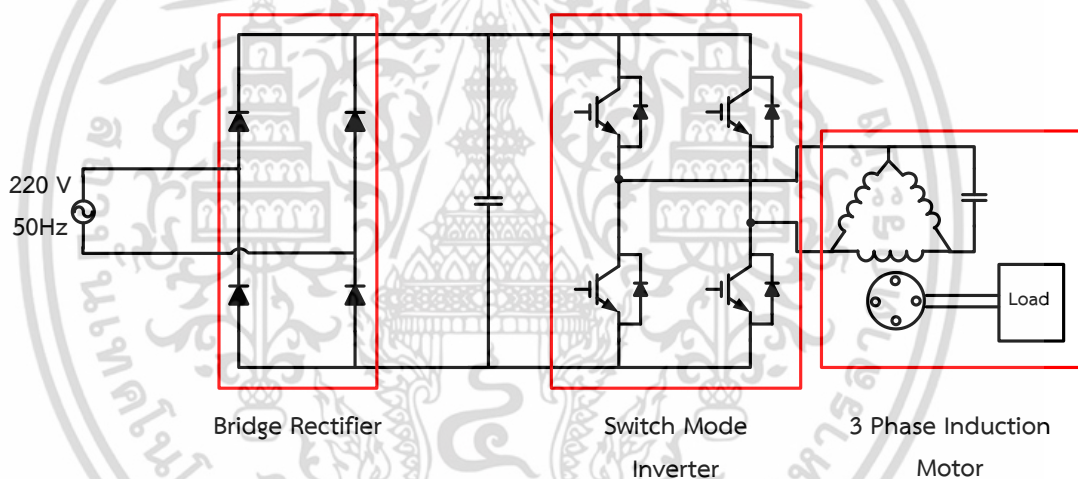 220 V
50Hz
Load
Bridge Rectifier
Switch Mode
Inverter
3 Phase Induction
Motor